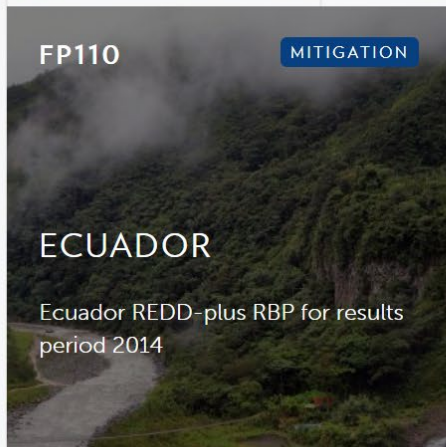 FP110
MITIGATION
ECUADOR
Ecuador REDD-plus RBP for results
period 2014